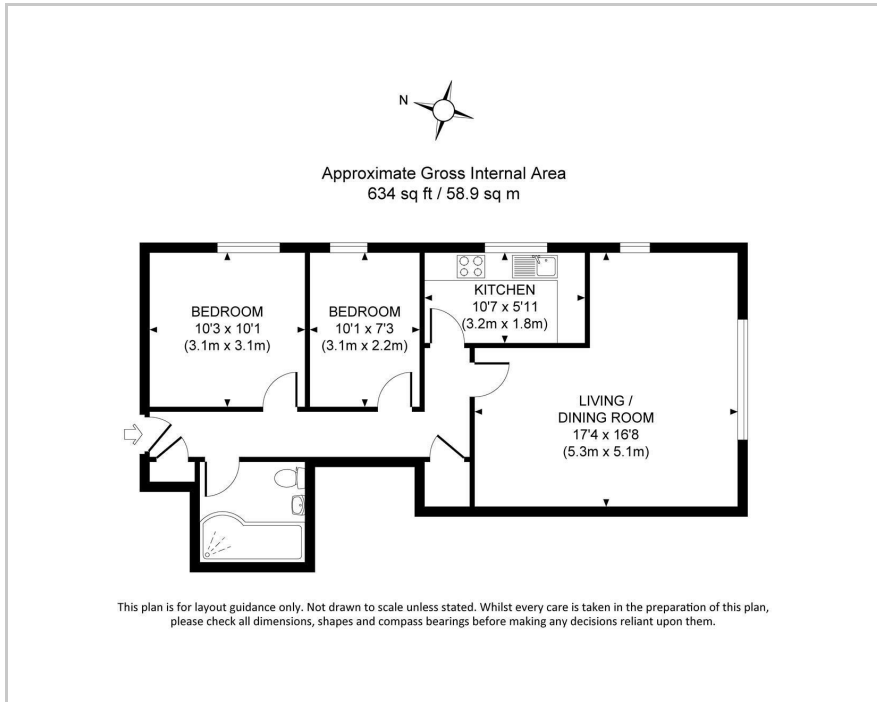 N
Approximate Gross Internal Area
634 sq ft / 58.9 sq m
BEDROOM
10'3 x 10'1
(3.1m x 3.1m)
BEDROOM
10'1 x 7'3
(3.1m x 2.2m)
KITCHEN
10'7 x 5'11
(3.2m x 1.8m)
LIVING /
DINING ROOM
17'4 x 16'8
(5.3m x 5.1m)
This plan is for layout guidance only. Not drawn to scale unless stated. Whilst every care is taken in the preparation of this plan,
please check all dimensions, shapes and compass bearings before making any decisions reliant upon them.